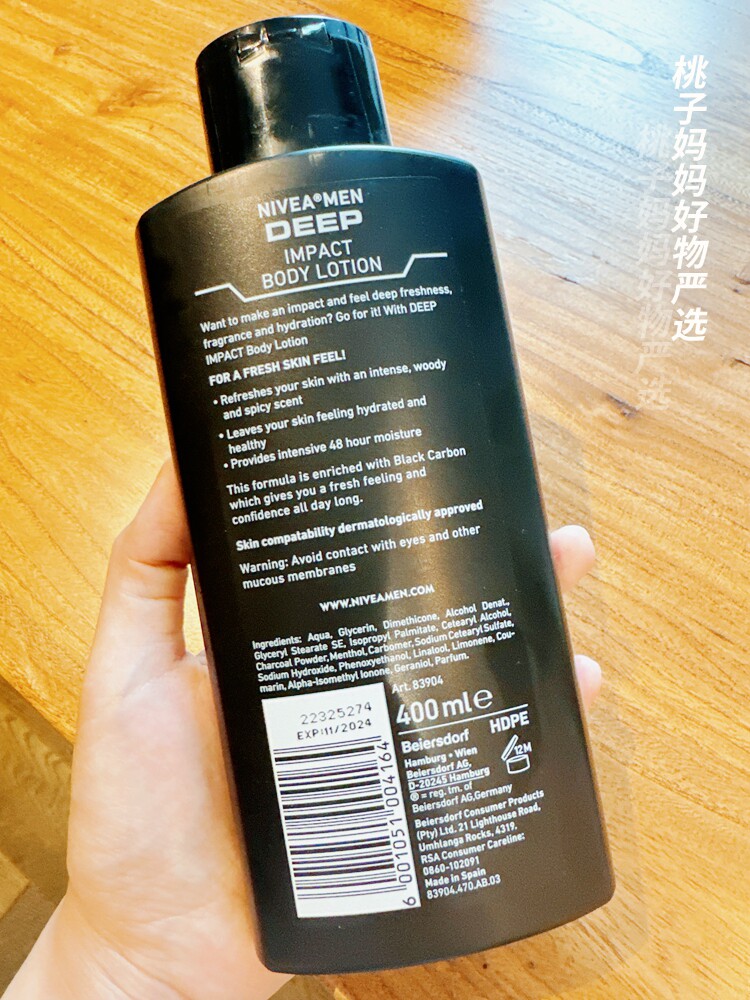 NIVEA®MEN
DEEP
IMPACT
BODY LOTION
Want to make an impact and feel deep freshness,
fragrance and hydration? Go for it! With DEEP
IMPACT Body Lotion
FOR A FRESH SKIN FEEL!
• Refreshes your skin with an intense, woody
and spicy scent
• Leaves your skin feeling hydrated and
healthy
• Provides intensive 48 hour moisture
This formula is enriched with Black Carbon
which gives you a fresh feeling and
confidence all day long.
Skin compatability dermatologically approved
Warning: Avoid contact with eyes and other
mucous membranes
WWW.NIVEAMEN.COM
Ingredients: Aqua, Glycerin, Dimethicone, Alcohol Denat.,
Glyceryl Stearate SE, Isopropyl Palmitate, Cetearyl Alcohol,
Charcoal Powder, Menthol, Carbomer, Sodium Cetearyl Sulfate,
Sodium Hydroxide, Phenoxyethanol, Linalool, Limonene, Cou-
marin, Alpha-Isomethyl Ionone, Geraniol, Parfum.
Art. 83904
22325274
EXP:11/2024
6 001051 004164
400 ml e
Beiersdorf
HDPE
12M
Hamburg • Wien
Beiersdorf AG,
D-20245 Hamburg
® = reg. tm. of
Beiersdorf AG, Germany
Beiersdorf Consumer Products
(Pty) Ltd. 21 Lighthouse Road,
Umhlanga Rocks, 4319.
RSA Consumer Careline:
0860-102091
Made in Spain
83904.470.AB.03
桃子妈妈好物严选
桃子妈妈好物严选